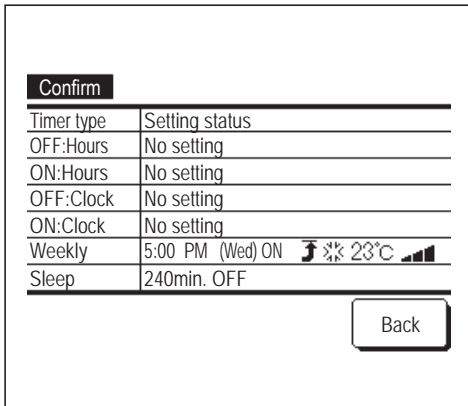 Confirm
Timer type Setting status
OFF:Hours No setting
ON:Hours No setting
OFF:Clock No setting
ON:Clock No setting
Weekly 5:00 PM (Wed) ON 23°C
Sleep 240min. OFF
Back